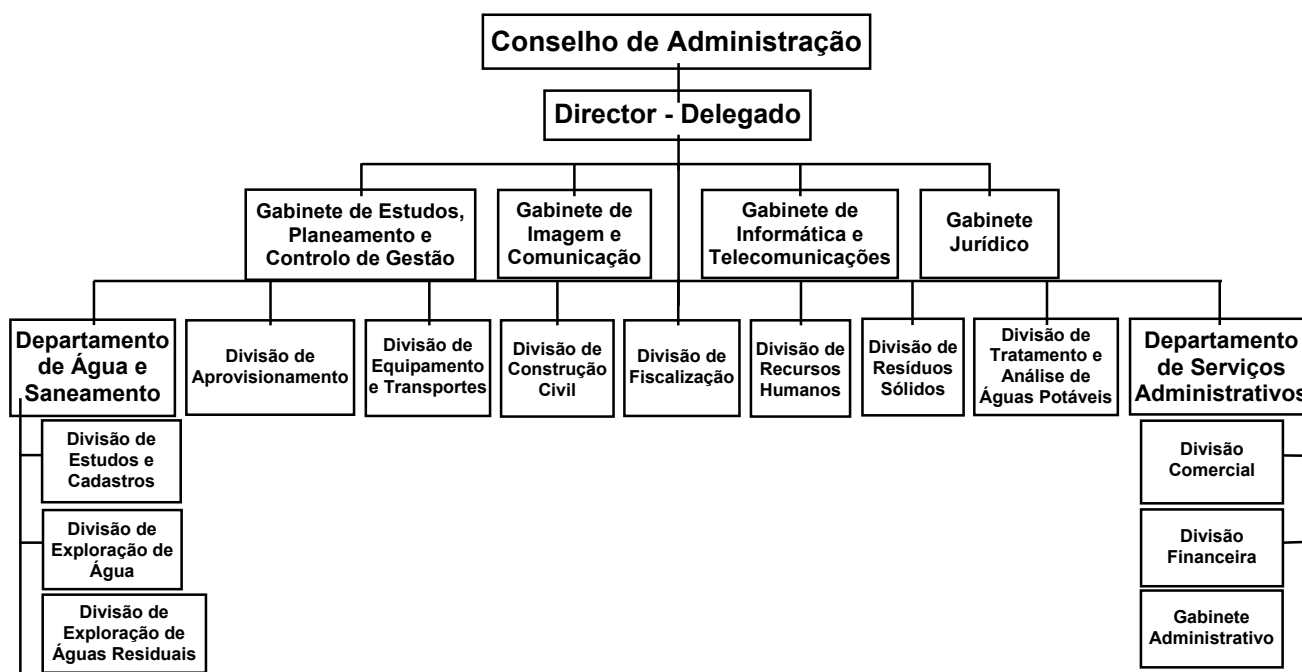 Conselho de Administração
Director - Delegado
Gabinete de Estudos,
Planeamento e
Controlo de Gestão
Gabinete de
Imagem e
Comunicação
Gabinete de
Informática e
Telecomunicações
Gabinete
Jurídico
Departamento
de Água e
Saneamento
Divisão de
Aprovisionamento
Divisão de
Equipamento
e Transportes
Divisão de
Construção
Civil
Divisão de
Fiscalização
Divisão de
Recursos
Humanos
Divisão de
Resíduos
Sólidos
Divisão de
Tratamento e
Análise de
Águas Potáveis
Departamento
de Serviços
Administrativos
Divisão de
Estudos e
Cadastros
Divisão de
Exploração de
Água
Divisão de
Exploração de
Águas Residuais
Divisão
Comercial
Divisão
Financeira
Gabinete
Administrativo